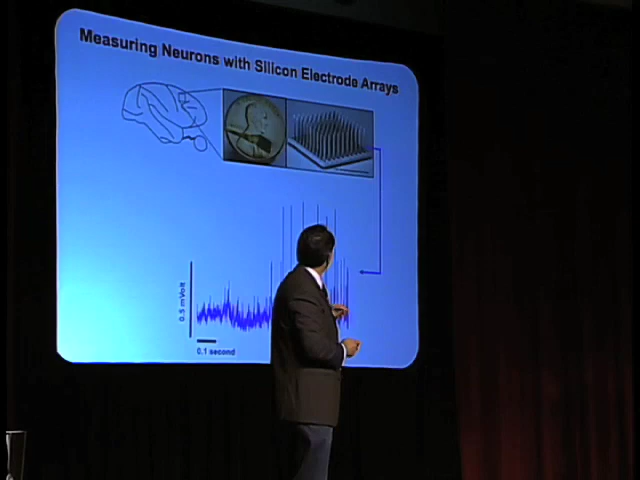 Measuring Neurons with Silicon Electrode Arrays
0.5 mVolt
0.1 second